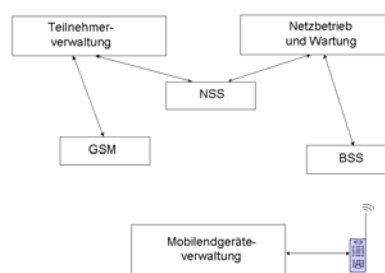 Teilnehmer-
verwaltung
Netzbetrieb
und Wartung
NSS
GSM
BSS
Mobilendgeräte-
verwaltung